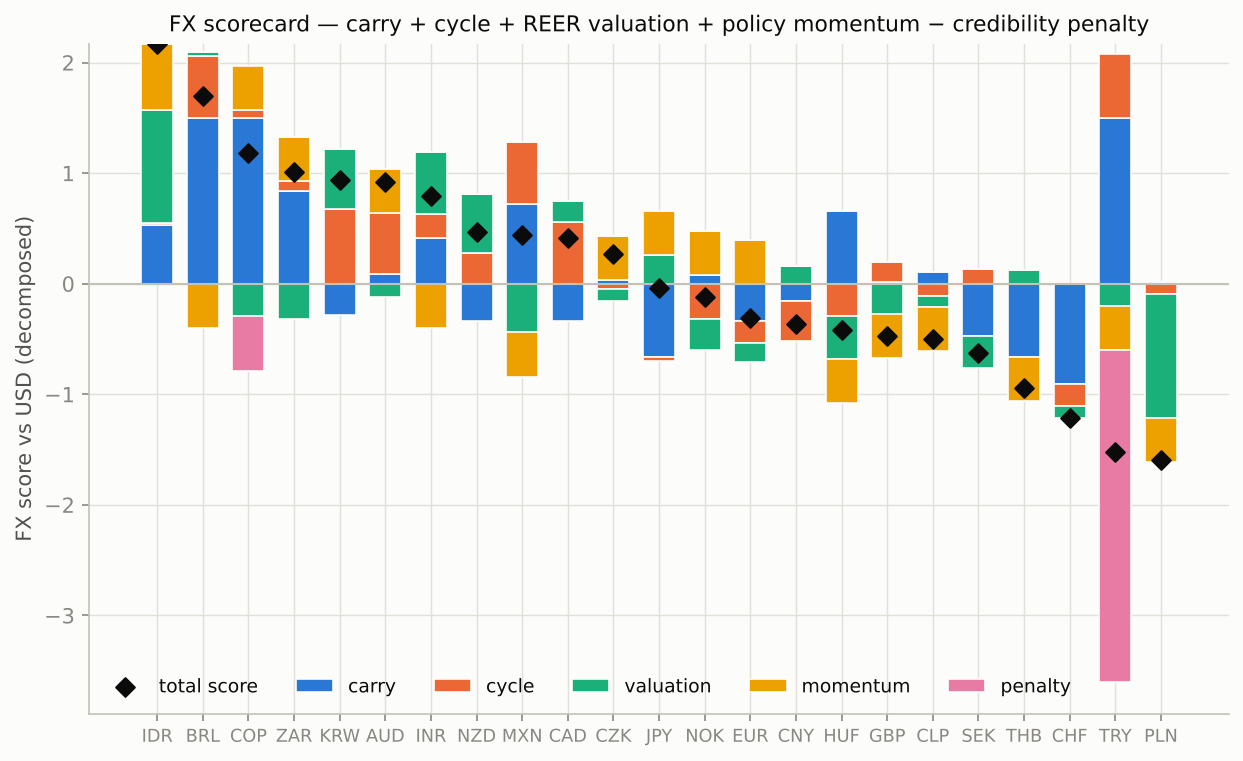 FX scorecard — carry + cycle + REER valuation + policy momentum − credibility penalty
FX score vs USD (decomposed)
2
1
0
−1
−2
−3
total score carry cycle valuation momentum penalty
IDR BRL COP ZAR KRW AUD INR NZD MXN CAD CZK JPY NOK EUR CNY HUF GBP CLP SEK THB CHF TRY PLN